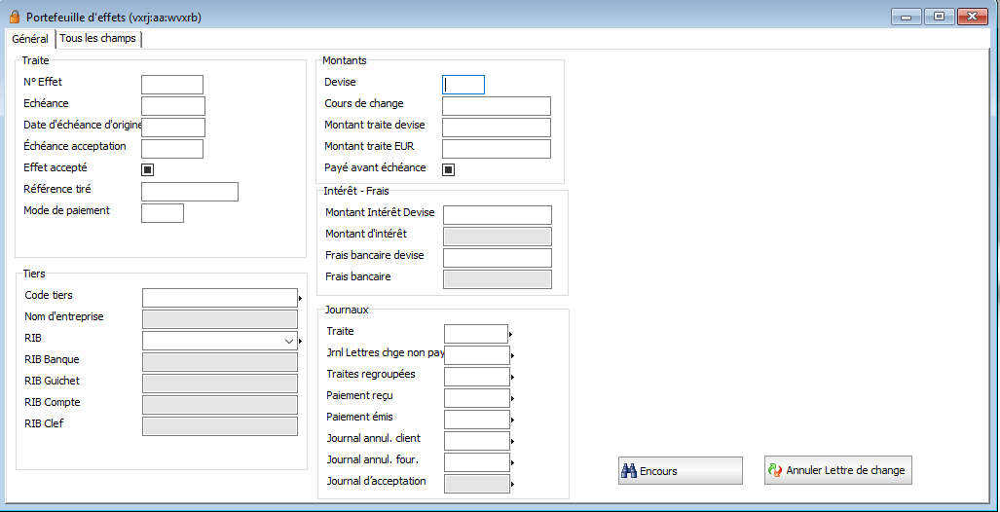 Portefeuille d'effets (vxrj:aa:wvxrb)
Général
Tous les champs
Traite
N° Effet
Echéance
Date d'échéance d'origine
Échéance acceptation
Effet accepté
Référence tiré
Mode de paiement
Tiers
Code tiers
Nom d'entreprise
RIB
RIB Banque
RIB Guichet
RIB Compte
RIB Clef
Montants
Devise
Cours de change
Montant traite devise
Montant traite EUR
Payé avant échéance
Intérêt - Frais
Montant Intérêt Devise
Montant d'intérêt
Frais bancaire devise
Frais bancaire
Journaux
Traite
Jrnl Lettres chge non pay
Traites regroupées
Paiement reçu
Paiement émis
Journal annul. client
Journal annul. four.
Journal d'acceptation
Encours
Annuler Lettre de change